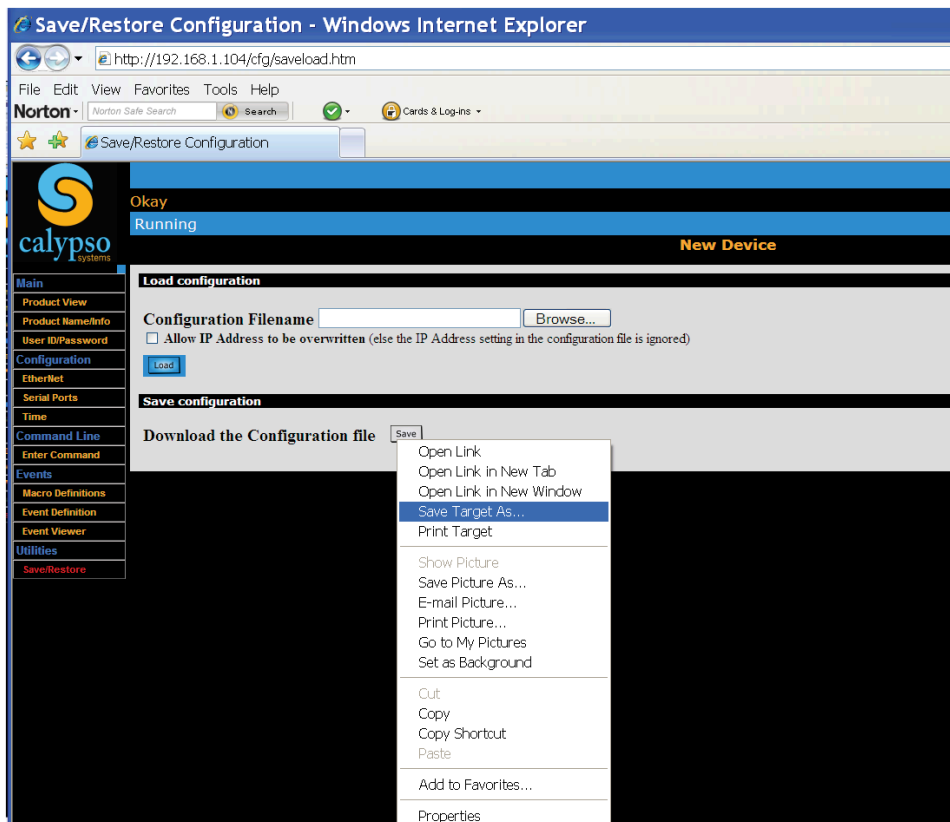 Save/Restore Configuration - Windows Internet Explorer
http://192.168.1.104/cfg/saveload.htm
File Edit View Favorites Tools Help
Norton Norton Safe Search Search Cards & Log-ins
Save/Restore Configuration
calypso
systems
Okay
Running
New Device
Main
Product View
Product Name/Info
User ID/Password
Configuration
EtherNet
Serial Ports
Time
Command Line
Enter Command
Events
Macro Definitions
Event Definition
Event Viewer
Utilities
Save/Restore
Load configuration
Configuration Filename Browse...
Allow IP Address to be overwritten (else the IP Address setting in the configuration file is ignored)
Load
Save configuration
Download the Configuration file Save
Open Link
Open Link in New Tab
Open Link in New Window
Save Target As...
Print Target
Show Picture
Save Picture As...
E-mail Picture...
Print Picture...
Go to My Pictures
Set as Background
Cut
Copy
Copy Shortcut
Paste
Add to Favorites...
Properties